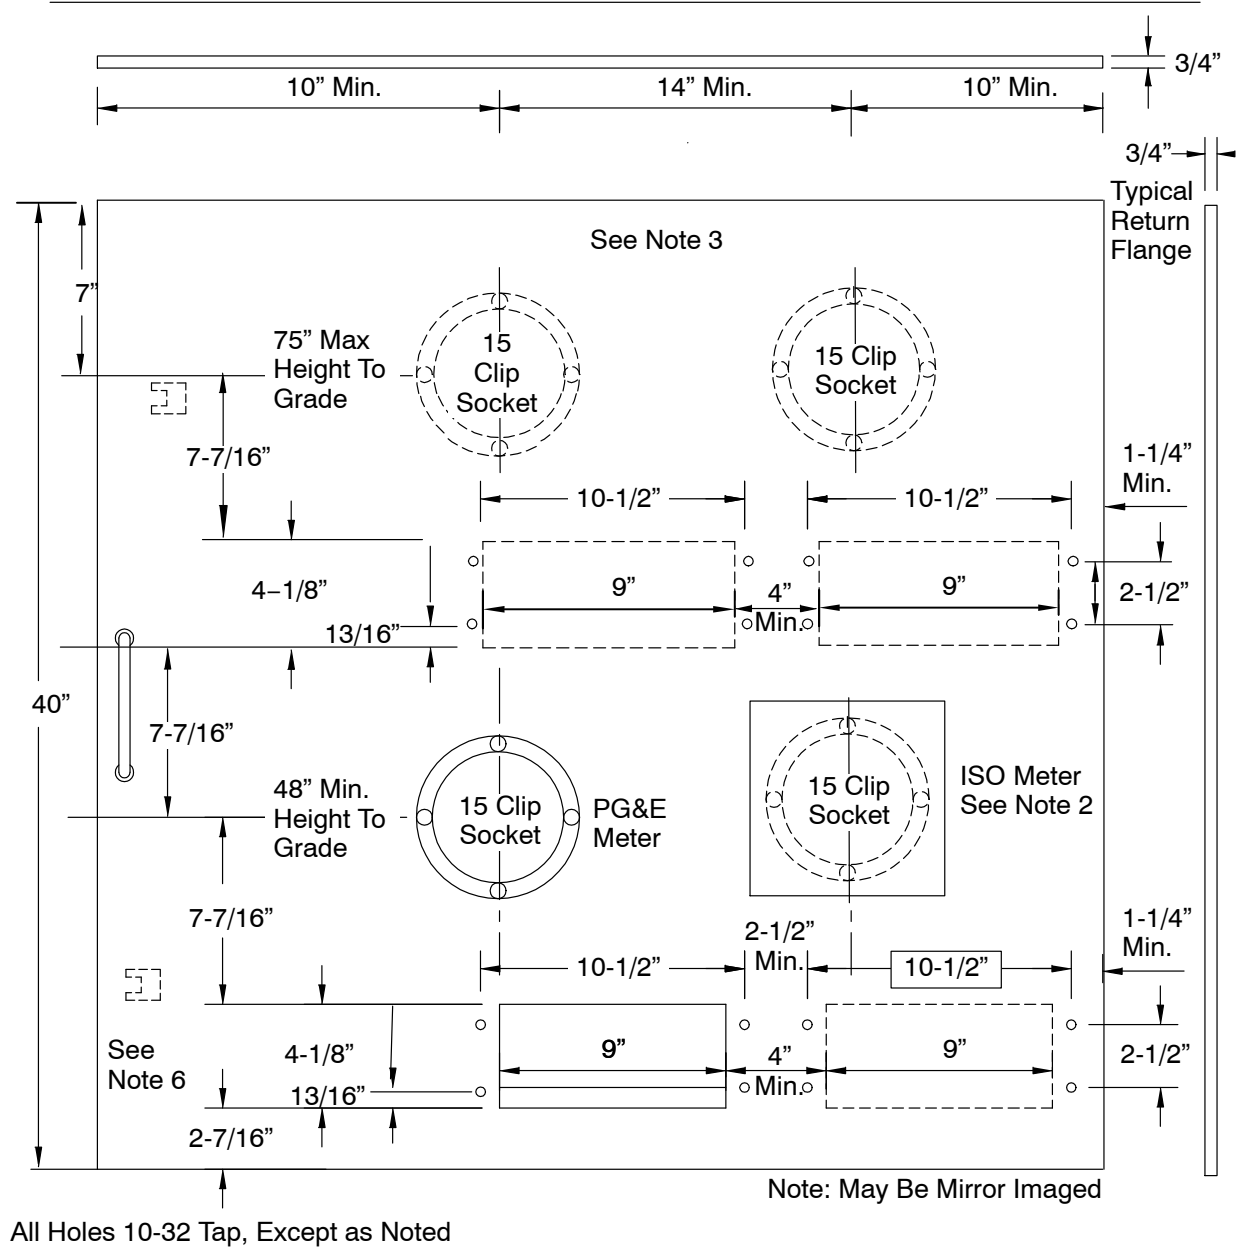 3/4”
10” Min.
14” Min.
10” Min.
3/4”
Typical
Return
Flange
See Note 3
7”
75” Max
Height To
Grade
15
Clip
Socket
15 Clip
Socket
7-7/16”
10-1/2”
10-1/2”
1-1/4”
Min.
4–1/8”
9”
4”
Min.
9”
2-1/2”
13/16”
40”
7-7/16”
48” Min.
Height To
Grade
15 Clip
Socket
PG&E
Meter
15 Clip
Socket
ISO Meter
See Note 2
7-7/16”
10-1/2”
2-1/2”
Min.
10-1/2”
1-1/4”
Min.
See
Note 6
4-1/8”
9”
4”
Min.
9”
2-1/2”
13/16”
2-7/16”
Note: May Be Mirror Imaged
All Holes 10-32 Tap, Except as Noted